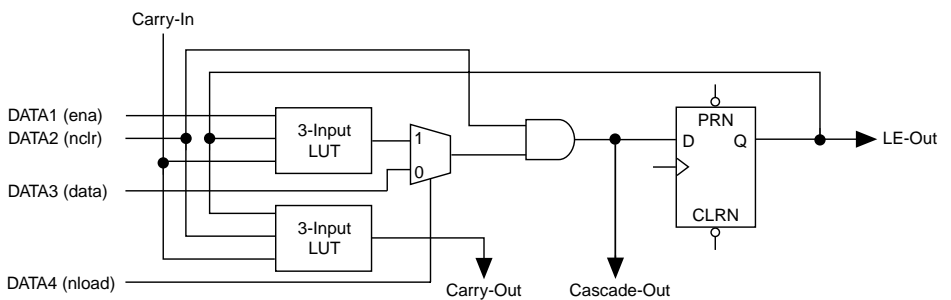 Carry-In
DATA1 (ena)
DATA2 (nclr)
3-Input
LUT
1
0
DATA3 (data)
3-Input
LUT
DATA4 (nload)
Carry-Out
Cascade-Out
PRN
D
Q
CLRN
LE-Out